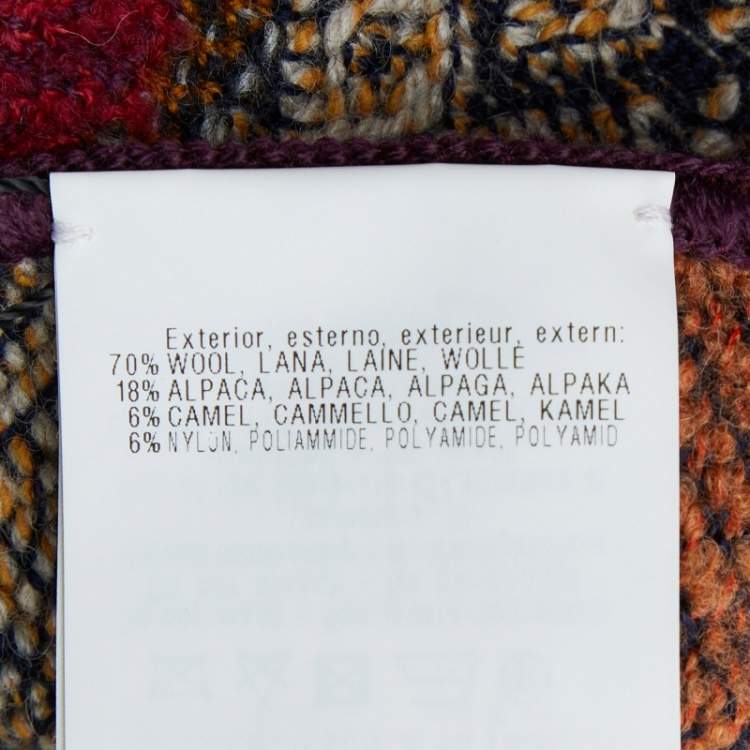 Exterior, esterno, exterieur, extern:
70% WOOL, LANA, LAINE, WOLLE
18% ALPACA, ALPACA, ALPAGA, ALPAKA
6% CAMEL, CAMMELLO, CAMEL, KAMEL
6% NYLON, POLIAMMIDE, POLYAMIDE, POLYAMID